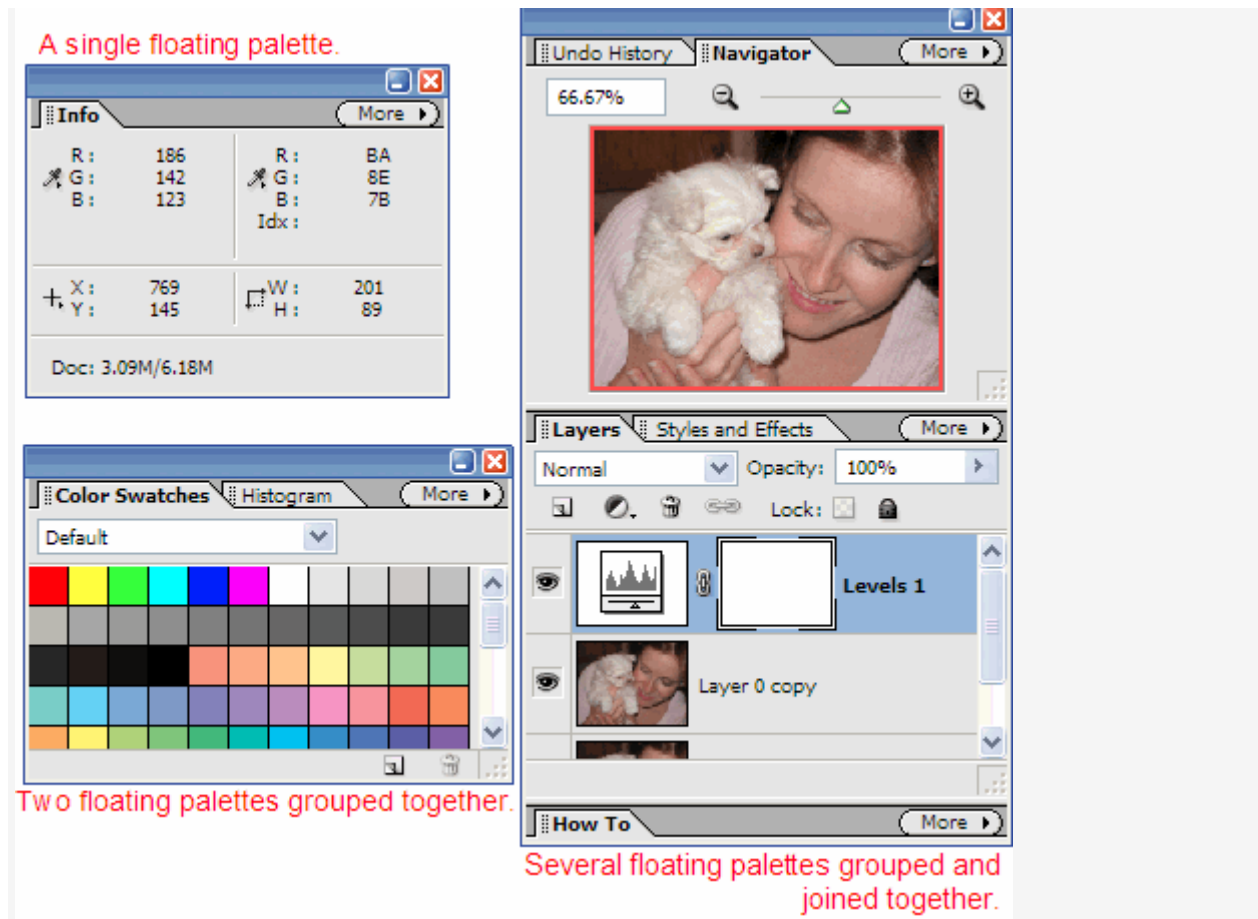 A single floating palette.
Info
More
R: 186
G: 142
B: 123
R: BA
G: 8E
B: 7B
Idx:
X: 769
Y: 145
W: 201
H: 89
Doc: 3.09M/6.18M
Color Swatches Histogram More
Default
Two floating palettes grouped together.
Undo History Navigator More
66.67%
Layers Styles and Effects More
Normal Opacity: 100%
Lock:
Levels 1
Layer 0 copy
How To More
Several floating palettes grouped and
joined together.